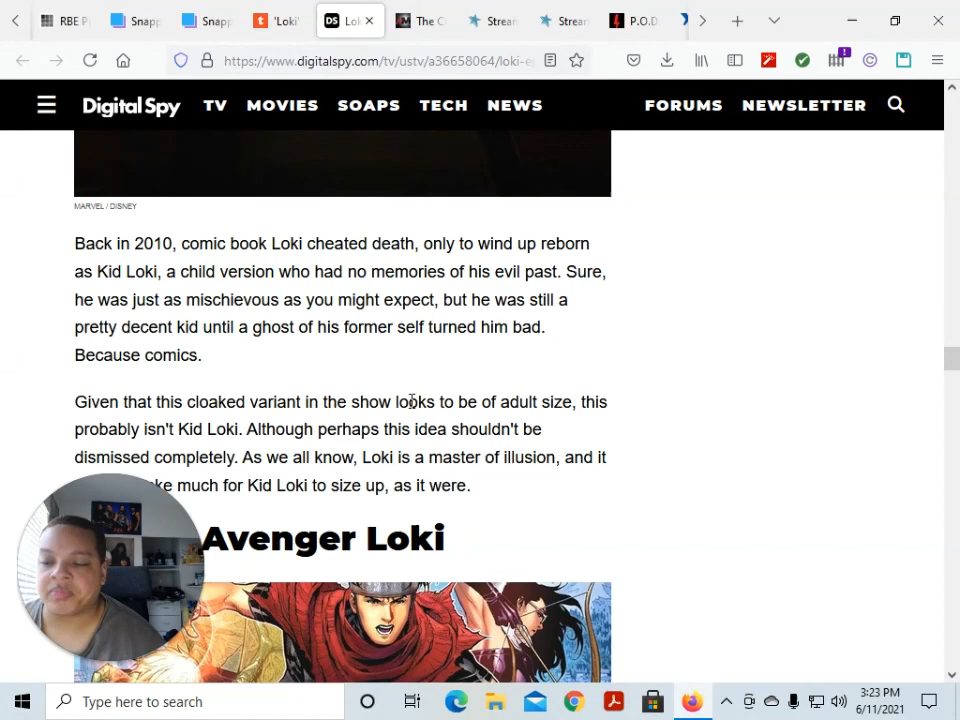 RBE P
Snapp
Snapp
'Loki'
Lok
The C
Stream
Stream
P.O.D.
https://www.digitalspy.com/tv/ustv/a36658064/loki-e
DigitalSpy TV MOVIES SOAPS TECH NEWS FORUMS NEWSLETTER
MARVEL / DISNEY
Back in 2010, comic book Loki cheated death, only to wind up reborn
as Kid Loki, a child version who had no memories of his evil past. Sure,
he was just as mischievous as you might expect, but he was still a
pretty decent kid until a ghost of his former self turned him bad.
Because comics.
Given that this cloaked variant in the show looks to be of adult size, this
probably isn't Kid Loki. Although perhaps this idea shouldn't be
dismissed completely. As we all know, Loki is a master of illusion, and it
much for Kid Loki to size up, as it were.
Avenger Loki
Type here to search
3:23 PM
6/11/2021